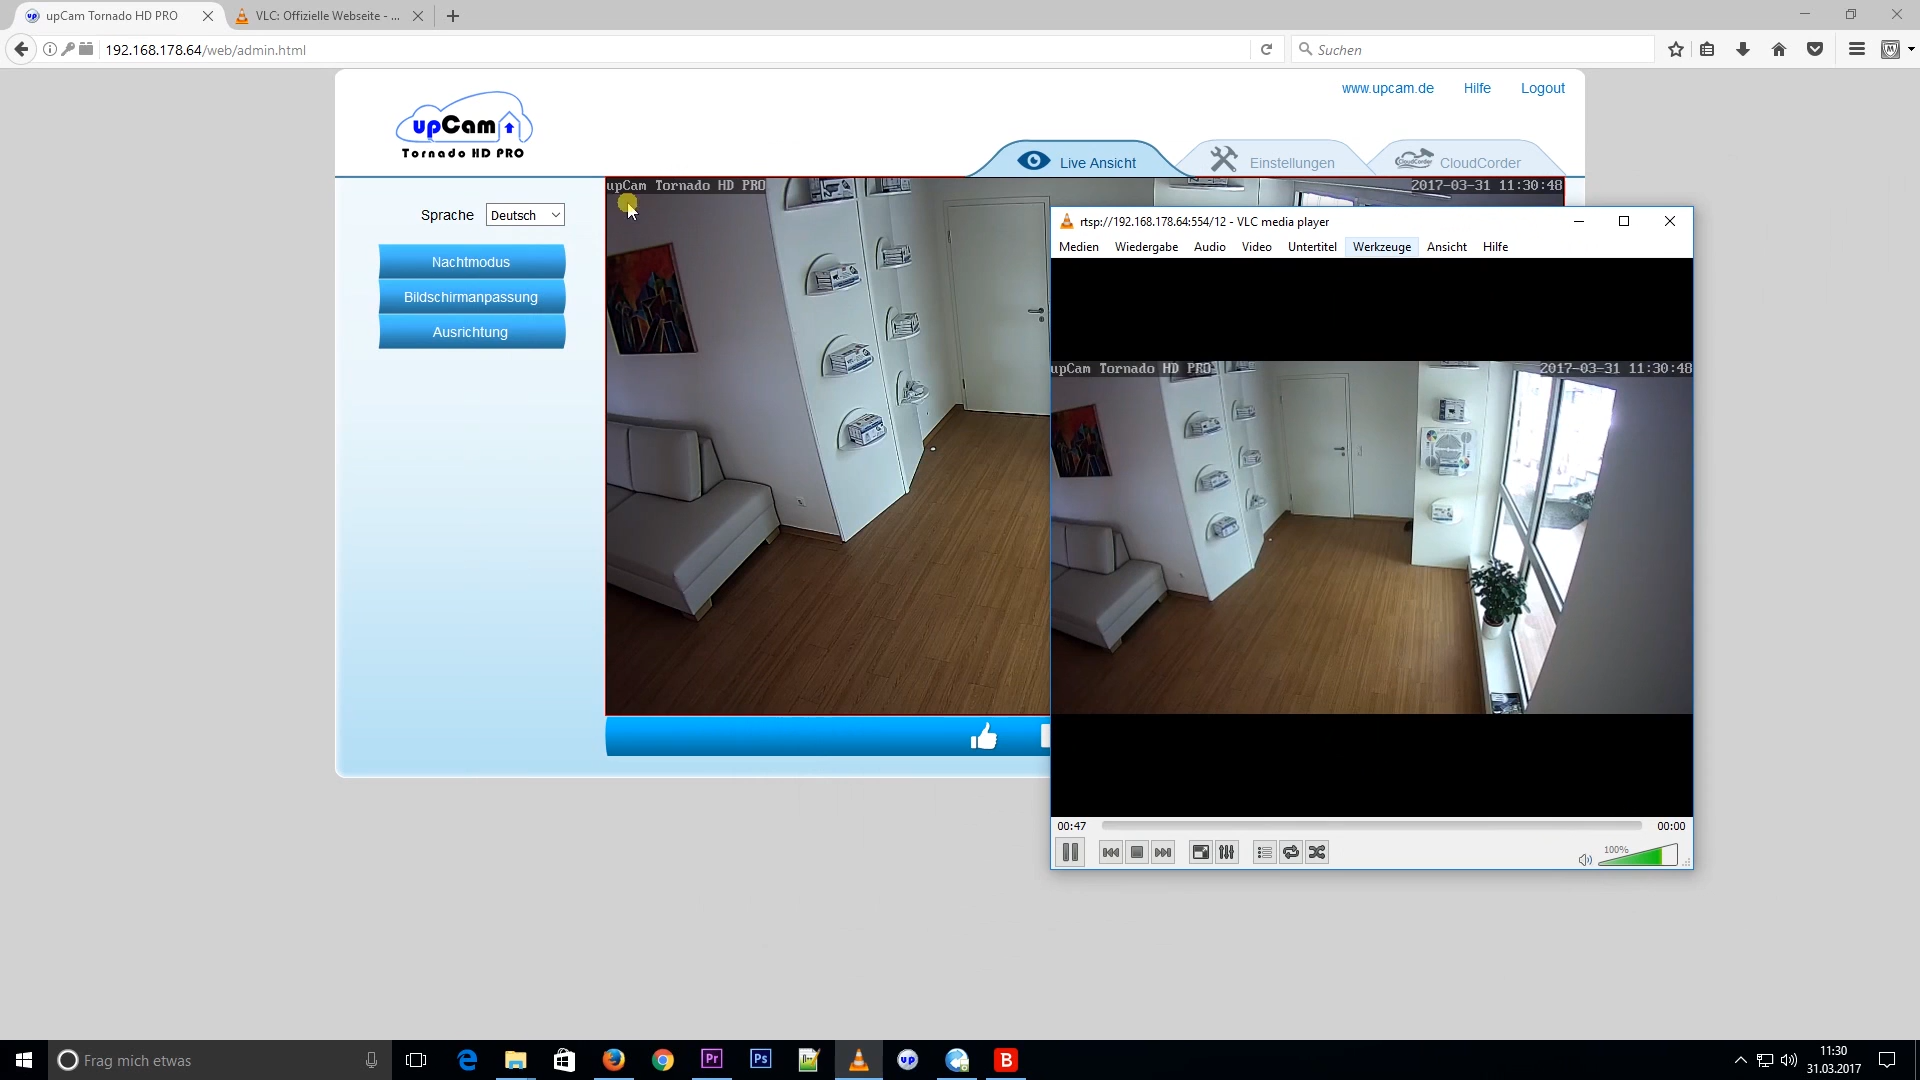 upCam Tornado HD PRO
VLC: Offizielle Webseite - ...
192.168.178.64/web/admin.html
Suchen
upCam
Tornado HD PRO
www.upcam.de
Hilfe
Logout
Live Ansicht
Einstellungen
CloudCorder
CloudCorder
Sprache
Deutsch
Nachtmodus
Bildschirmanpassung
Ausrichtung
upCam Tornado HD PRO
2017-03-31 11:30:48
rtsp://192.168.178.64:554/12 - VLC media player
Medien
Wiedergabe
Audio
Video
Untertitel
Werkzeuge
Ansicht
Hilfe
upCam Tornado HD PRO
2017-03-31 11:30:48
00:47
00:00
100%
Frag mich etwas
Pr
Ps
up
B
11:30
31.03.2017